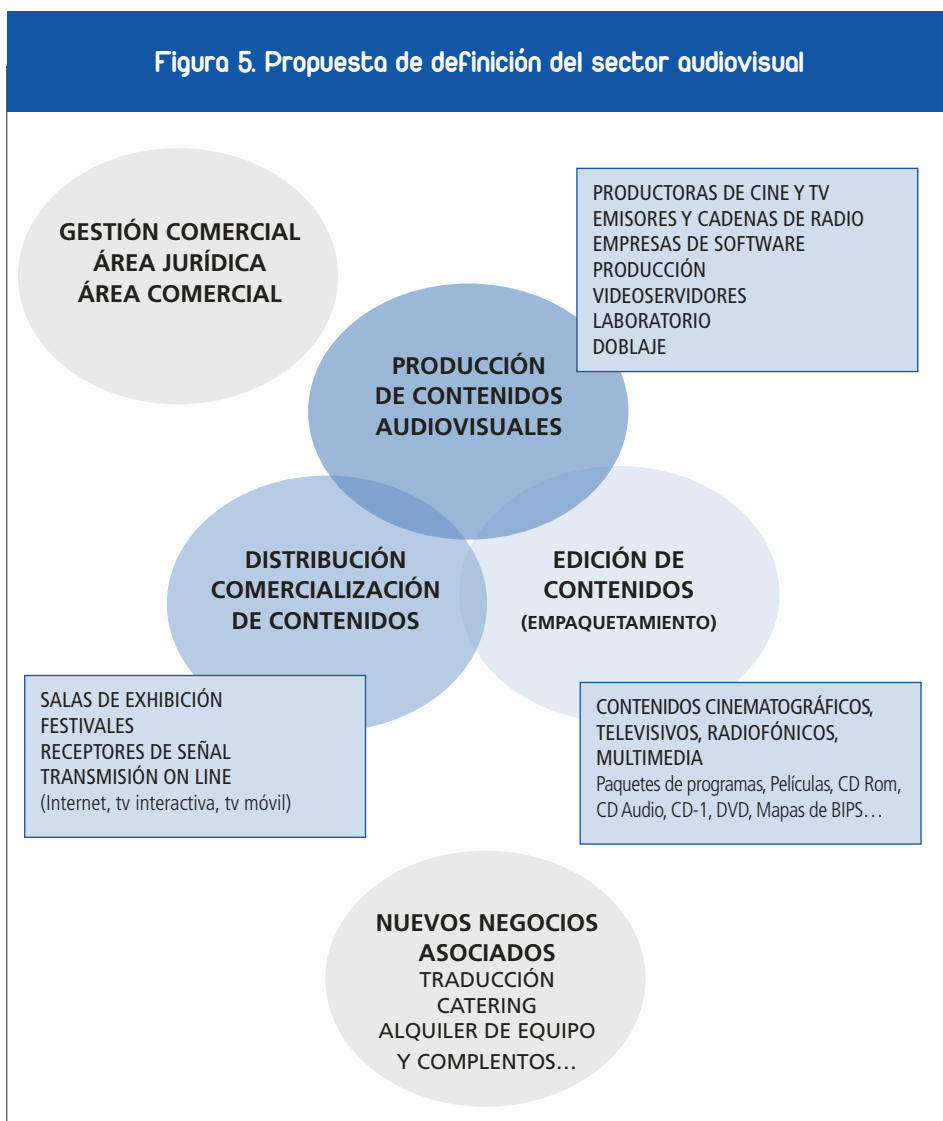 Figura 5. Propuesta de definición del sector audiovisual
GESTIÓN COMERCIAL
ÁREA JURÍDICA
ÁREA COMERCIAL
PRODUCTORAS DE CINE Y TV
EMISORES Y CADENAS DE RADIO
EMPRESAS DE SOFTWARE
PRODUCCIÓN
VIDEOSERVIDORES
LABORATORIO
DOBLAJE
PRODUCCIÓN
DE CONTENIDOS
AUDIOVISUALES
DISTRIBUCIÓN
COMERCIALIZACIÓN
DE CONTENIDOS
EDICIÓN DE
CONTENIDOS
(EMPAQUETAMIENTO)
SALAS DE EXHIBICIÓN
FESTIVALES
RECEPTORES DE SEÑAL
TRANSMISIÓN ON LINE
(Internet, tv interactiva, tv móvil)
CONTENIDOS CINEMATOGRÁFICOS,
TELEVISIVOS, RADIOFÓNICOS,
MULTIMEDIA
Paquetes de programas, Películas, CD Rom,
CD Audio, CD-1, DVD, Mapas de BIPS…
NUEVOS NEGOCIOS
ASOCIADOS
TRADUCCIÓN
CATERING
ALQUILER DE EQUIPO
Y COMPLENTOS…